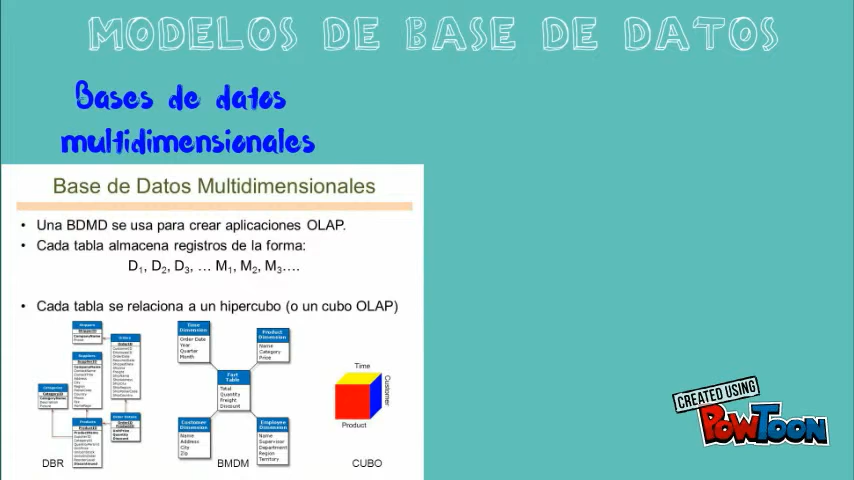 MODELOS DE BASE DE DATOS
Bases de datos
multidimensionales
Base de Datos Multidimensionales
• Una BDMD se usa para crear aplicaciones OLAP.
• Cada tabla almacena registros de la forma:
D1, D2, D3, … M1, M2, M3….
• Cada tabla se relaciona a un hipercubo (o un cubo OLAP)
Time
Dimension
Order Date
Year
Quarter
Month
Product
Dimension
Name
Category
Price
Fact
Table
Total
Quantity
Freight
Discount
Customer
Dimension
Name
Address
City
Zip
Employee
Dimension
Name
Supervisor
Department
Region
Territory
Time
Customer
Product
DBR
BMDM
CUBO
CREATED USING
POWTOON